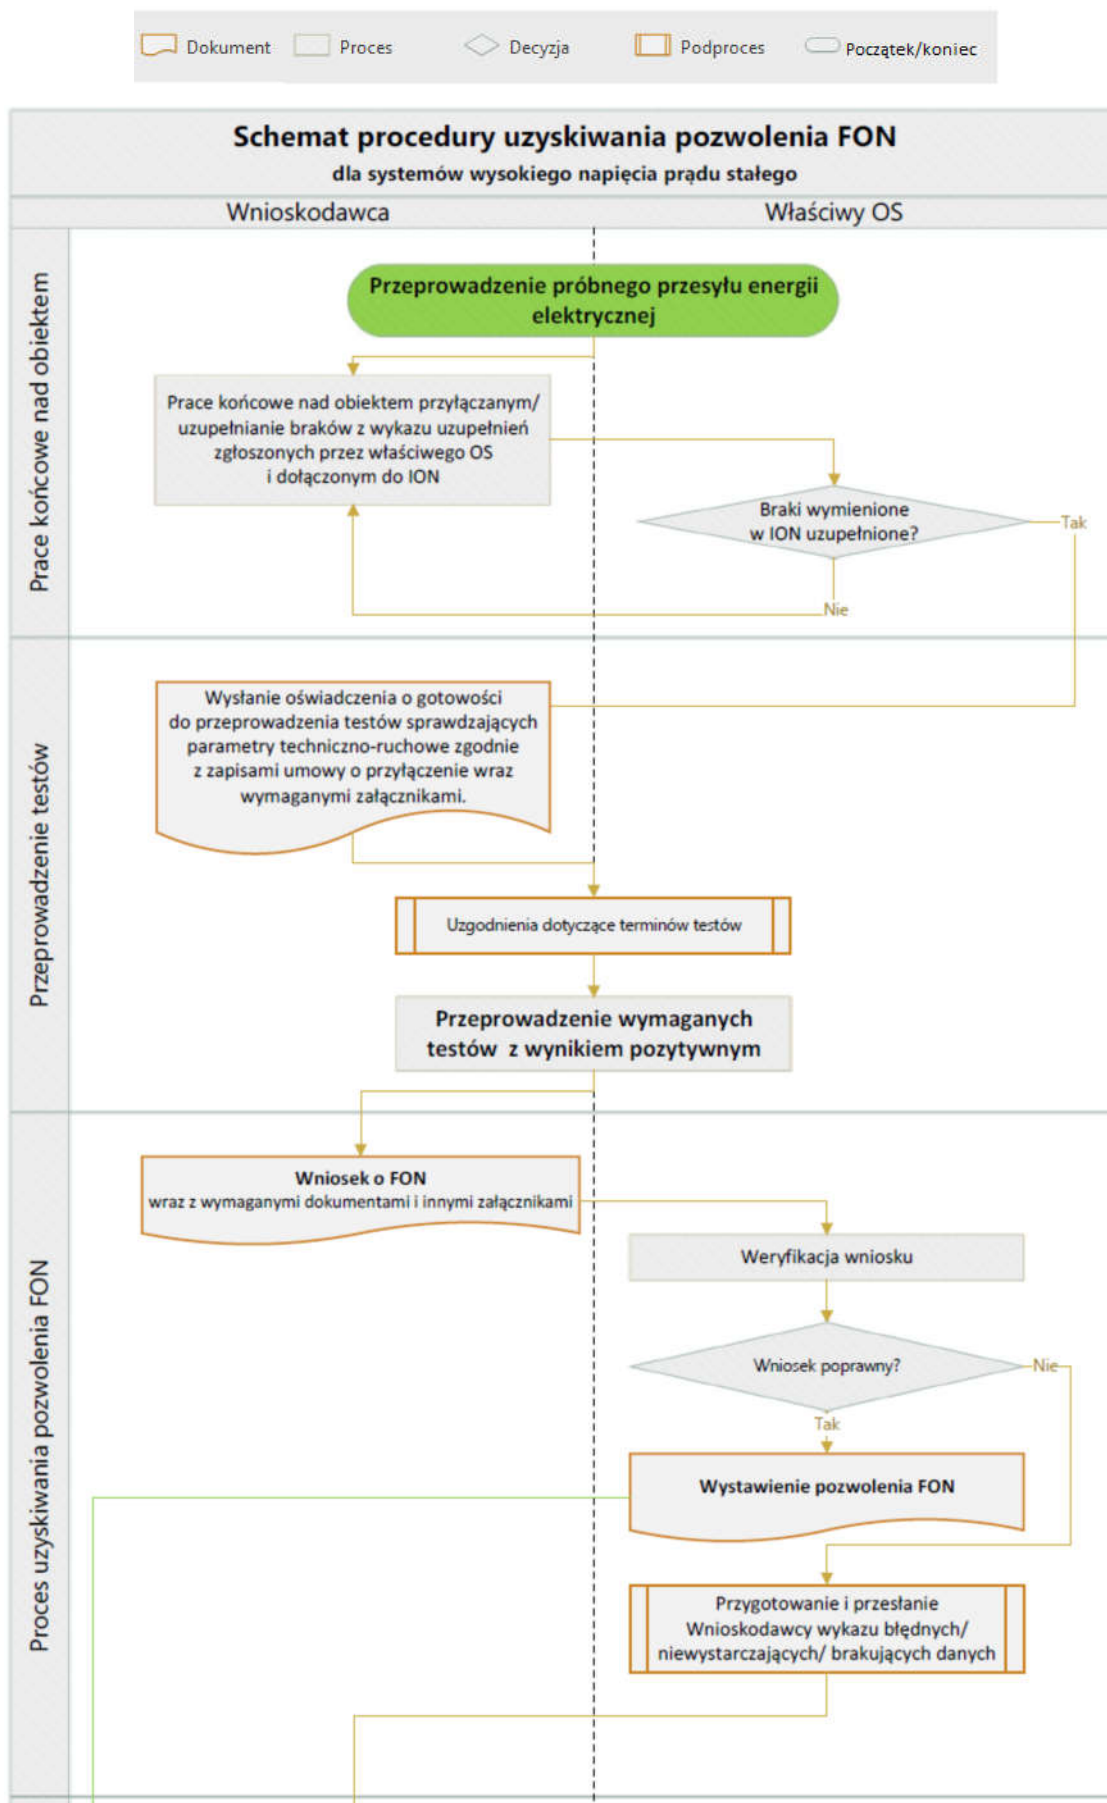 Dokument
Proces
Decyzja
Podproces
Początek/koniec
Schemat procedury uzyskiwania pozwolenia FON
dla systemów wysokiego napięcia prądu stałego
Wnioskodawca
Właściwy OS
Prace końcowe nad obiektem
Przeprowadzenie próbnego przesyłu energii
elektrycznej
Prace końcowe nad obiektem przyłączanym/
uzupełnianie braków z wykazu uzupełnień
zgłoszonych przez właściwego OS
i dołączonym do ION
Braki wymienione
w ION uzupełnione?
Tak
Nie
Przeprowadzenie testów
Wysłanie oświadczenia o gotowości
do przeprowadzenia testów sprawdzających
parametry techniczno-ruchowe zgodnie
z zapisami umowy o przyłączenie wraz
wymaganymi załącznikami.
Uzgodnienia dotyczące terminów testów
Przeprowadzenie wymaganych
testów z wynikiem pozytywnym
Proces uzyskiwania pozwolenia FON
Wniosek o FON
wraz z wymaganymi dokumentami i innymi załącznikami
Weryfikacja wniosku
Wniosek poprawny?
Nie
Tak
Wystawienie pozwolenia FON
Przygotowanie i przesłanie
Wnioskodawcy wykazu błędnych/
niewystarczających/ brakujących danych